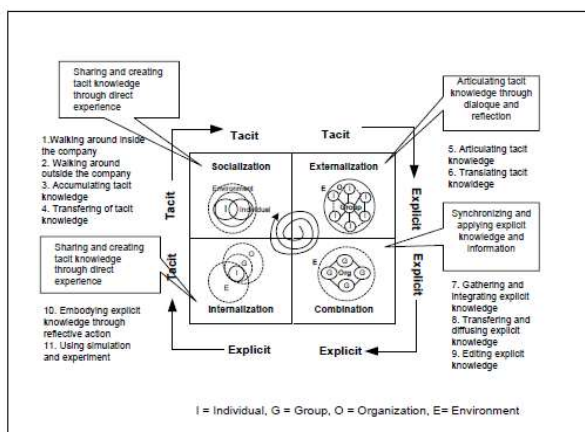 Sharing and creating
tacit knowledge
through direct
experience
Articulating tacit
knowledge through
dialoque and
reflection
Tacit
Tacit
1.Walking around inside
the company
2. Walking around
outside the company
3. Accumulating tacit
knowledge
4. Transfering of tacit
knowledge
Tacit
Socialization
Environment
I
Individual
Externalization
E
O
I
I
I
I
I
I
Group
Explicit
5. Articulating tacit
knowledge
6. Translating tacit
knowledge
Synchronizing and
applying explicit
knowledge and
information
Sharing and creating
tacit knowledge
through direct
experience
Tacit
O
G
I
E
Internalization
E
G
G
Org
G
G
Combination
Explicit
7. Gathering and
integrating explicit
knowledge
8. Transfering and
diffusing explicit
knowledge
9. Editing explicit
knowledge
10. Embodying explicit
knowledge through
reflective action
11. Using simulation
and experiment
Explicit
Explicit
I = Individual, G = Group, O = Organization, E= Environment